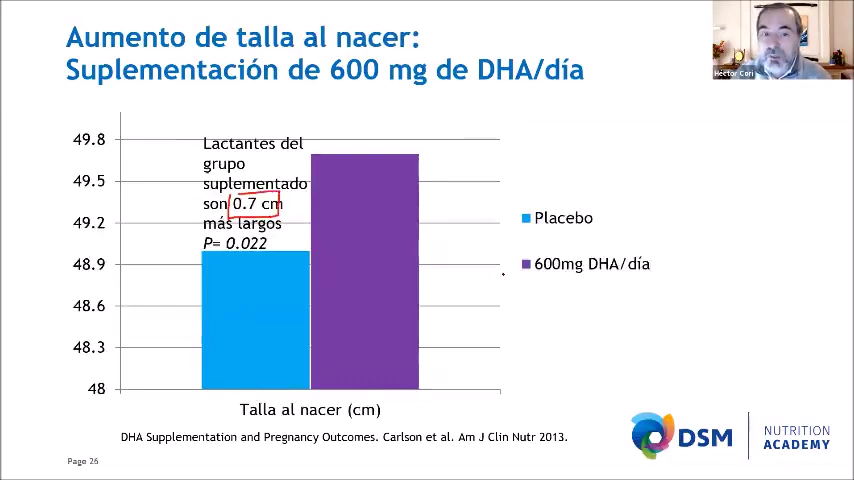 Aumento de talla al nacer:
Suplementación de 600 mg de DHA/día
Héctor Cori
49.8
49.5
49.2
48.9
48.6
48.3
48
Lactantes del
grupo
suplementado
son 0.7 cm
más largos
P= 0.022
Placebo
600mg DHA/día
Talla al nacer (cm)
DHA Supplementation and Pregnancy Outcomes. Carlson et al. Am J Clin Nutr 2013.
Page 26
DSM
NUTRITION
ACADEMY